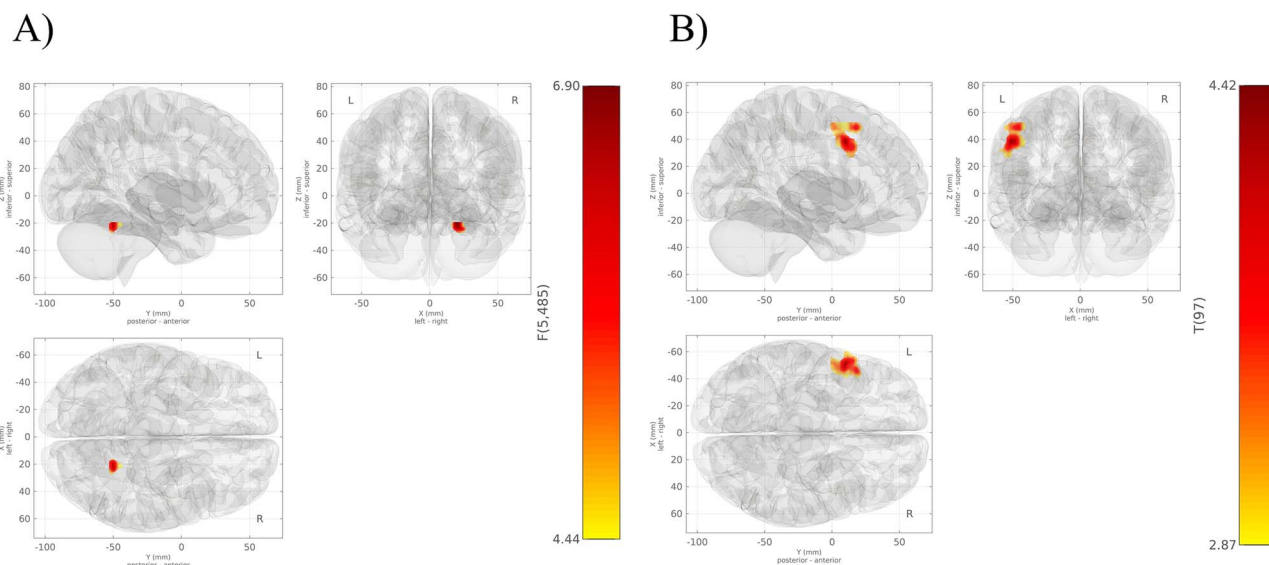 A)
B)
80
60
40
20
0
-20
-40
-60
Z (mm)
inferior - superior
-100
-50
0
50
Y (mm)
posterior - anterior
80
60
40
20
0
-20
-40
-60
Z (mm)
inferior - superior
L
R
-50
0
50
X (mm)
left - right
6.90
F(5,485)
4.44
-60
-40
-20
0
20
40
60
X (mm)
left - right
L
R
-100
-50
0
50
Y (mm)
posterior - anterior
80
60
40
20
0
-20
-40
-60
Z (mm)
inferior - superior
-100
-50
0
50
Y (mm)
posterior - anterior
80
60
40
20
0
-20
-40
-60
Z (mm)
inferior - superior
L
R
-50
0
50
X (mm)
left - right
4.42
T(97)
2.87
-60
-40
-20
0
20
40
60
X (mm)
left - right
L
R
-100
-50
0
50
Y (mm)
posterior - anterior